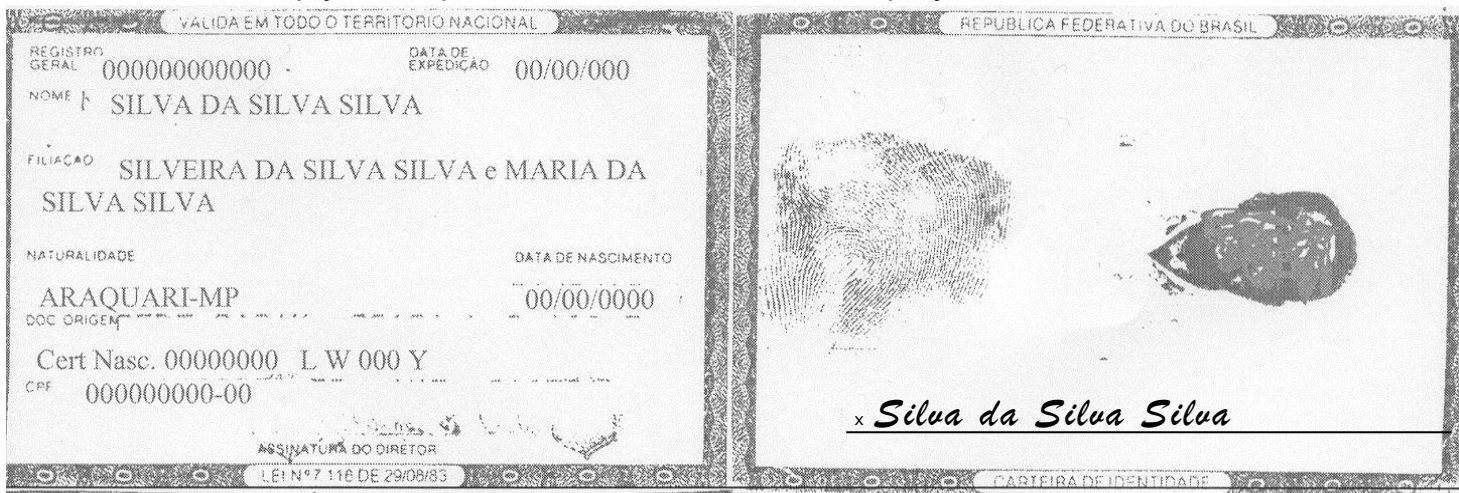 VALIDA EM TODO O TERRITORIO NACIONAL
REGISTRO GERAL 000000000000 DATA DE EXPEDIÇÃO 00/00/000
NOME SILVA DA SILVA SILVA
FILIAÇÃO SILVEIRA DA SILVA SILVA e MARIA DA
SILVA SILVA
NATURALIDADE DATA DE NASCIMENTO
ARAQUARI-MP 00/00/0000
DOC ORIGEM
Cert Nasc. 00000000 L W 000 Y
CPF 000000000-00
ASSINATURA DO DIRETOR
LEI Nº 7.116 DE 29/08/83
REPUBLICA FEDERATIVA DO BRASIL
x Silva da Silva Silva
CARTEIRA DE IDENTIDADE